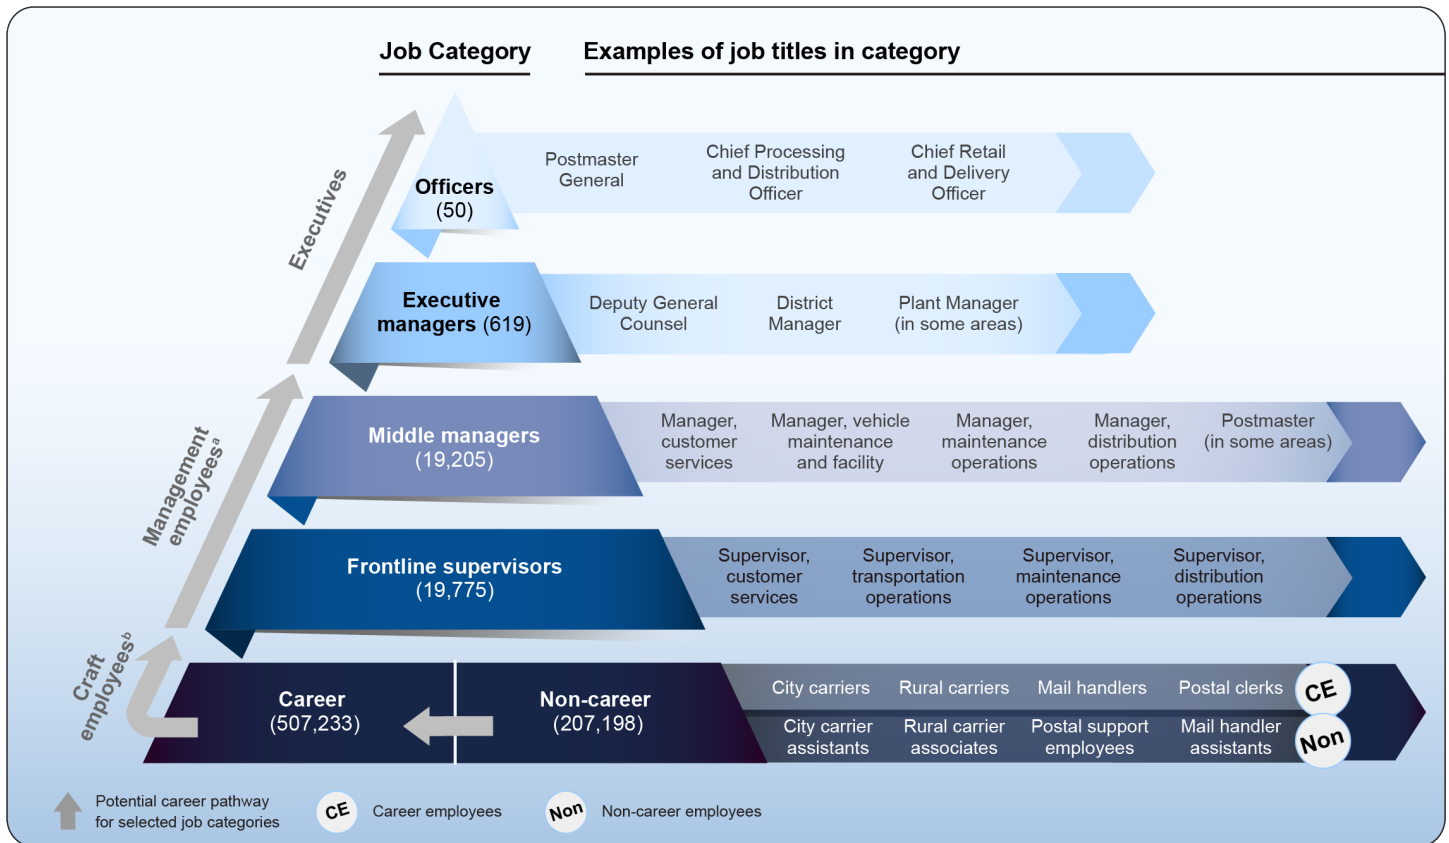 Job Category
Examples of job titles in category
Executives
Officers
(50)
Postmaster
General
Chief Processing
and Distribution
Officer
Chief Retail
and Delivery
Officer
Executive
managers (619)
Deputy General
Counsel
District
Manager
Plant Manager
(in some areas)
Management
employeesᵃ
Middle managers
(19,205)
Manager,
customer
services
Manager, vehicle
maintenance
and facility
Manager,
maintenance
operations
Manager,
distribution
operations
Postmaster
(in some areas)
Frontline supervisors
(19,775)
Supervisor,
customer
services
Supervisor,
transportation
operations
Supervisor,
maintenance
operations
Supervisor,
distribution
operations
Craft
employeesᵇ
Career
(507,233)
Non-career
(207,198)
City carriers
Rural carriers
Mail handlers
Postal clerks
CE
City carrier
assistants
Rural carrier
associates
Postal support
employees
Mail handler
assistants
Non
Potential career pathway
for selected job categories
CE
Career employees
Non
Non-career employees